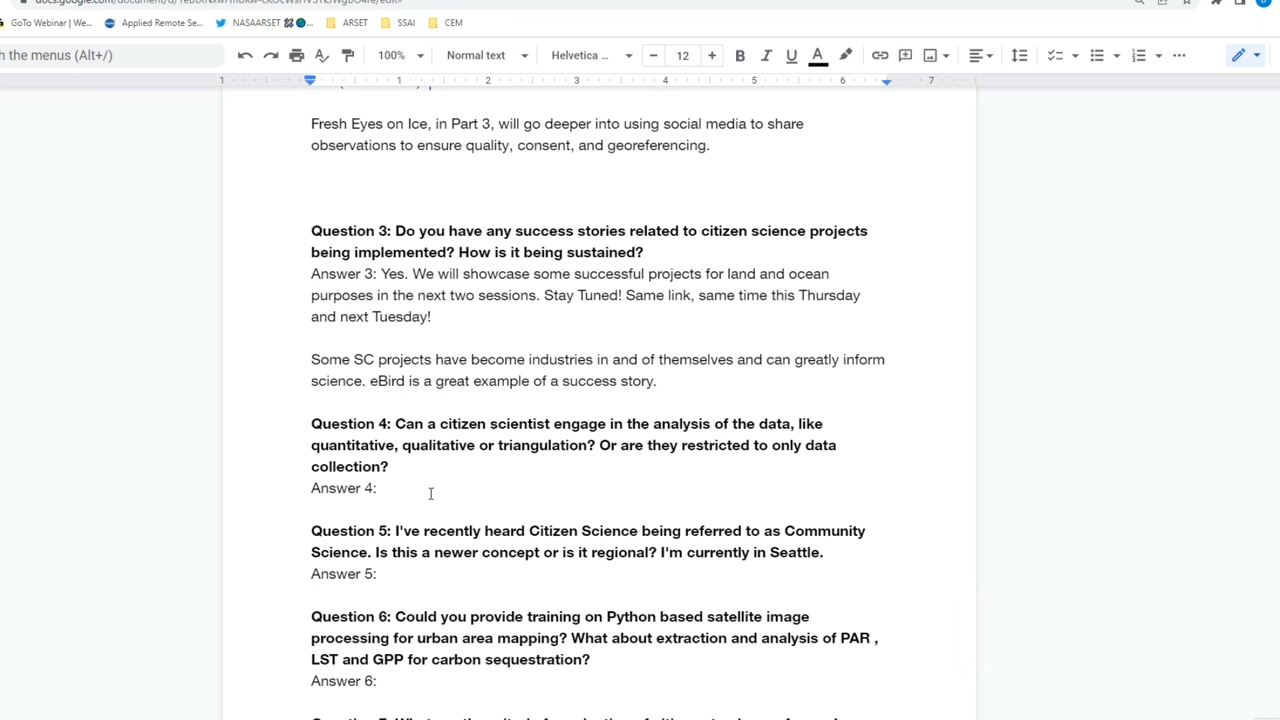 GoTo Webinar | We...
Applied Remote Se...
NASAARSET
ARSET
SSAI
CEM
h the menus (Alt+/)
100%
Normal text
Helvetica ...
12
1 1 2 3 4 5 6 7
Fresh Eyes on Ice, in Part 3, will go deeper into using social media to share
observations to ensure quality, consent, and georeferencing.
Question 3: Do you have any success stories related to citizen science projects
being implemented? How is it being sustained?
Answer 3: Yes. We will showcase some successful projects for land and ocean
purposes in the next two sessions. Stay Tuned! Same link, same time this Thursday
and next Tuesday!
Some SC projects have become industries in and of themselves and can greatly inform
science. eBird is a great example of a success story.
Question 4: Can a citizen scientist engage in the analysis of the data, like
quantitative, qualitative or triangulation? Or are they restricted to only data
collection?
Answer 4:
Question 5: I've recently heard Citizen Science being referred to as Community
Science. Is this a newer concept or is it regional? I'm currently in Seattle.
Answer 5:
Question 6: Could you provide training on Python based satellite image
processing for urban area mapping? What about extraction and analysis of PAR ,
LST and GPP for carbon sequestration?
Answer 6: